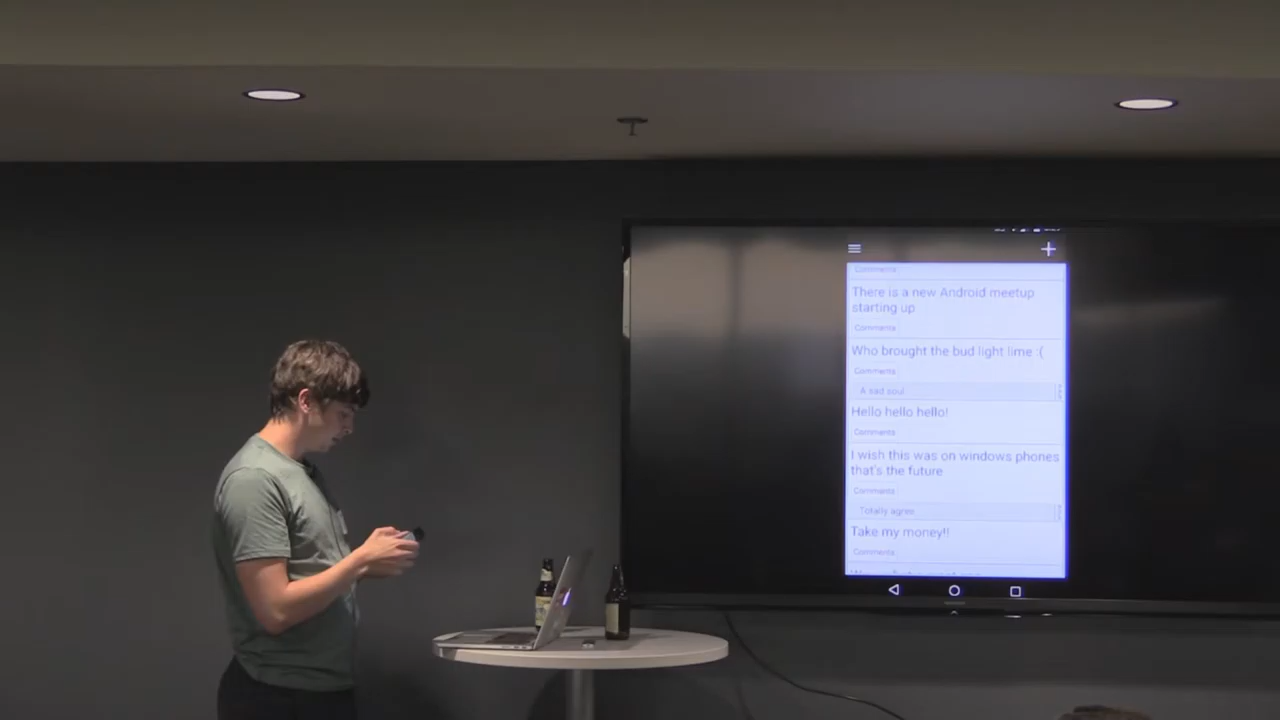 Comments
There is a new Android meetup
starting up
Comments
Who brought the bud light lime :(
Comments
A sad soul
Hello hello hello!
Comments
I wish this was on windows phones
that's the future
Comments
Totally agree
Take my money!!
Comments